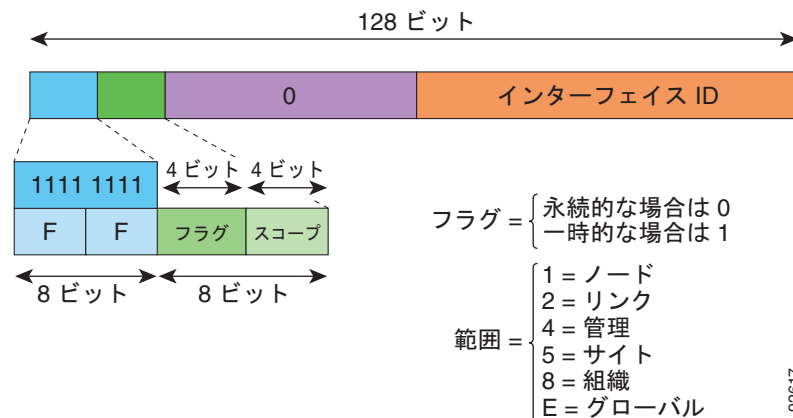 128 ビット
0
インターフェイス ID
4 ビット
4 ビット
1111 1111
F
F
フラグ
スコープ
8 ビット
8 ビット
フラグ =
永続的な場合は 0
一時的な場合は 1
範囲 =
1 = ノード
2 = リンク
4 = 管理
5 = サイト
8 = 組織
E = グローバル